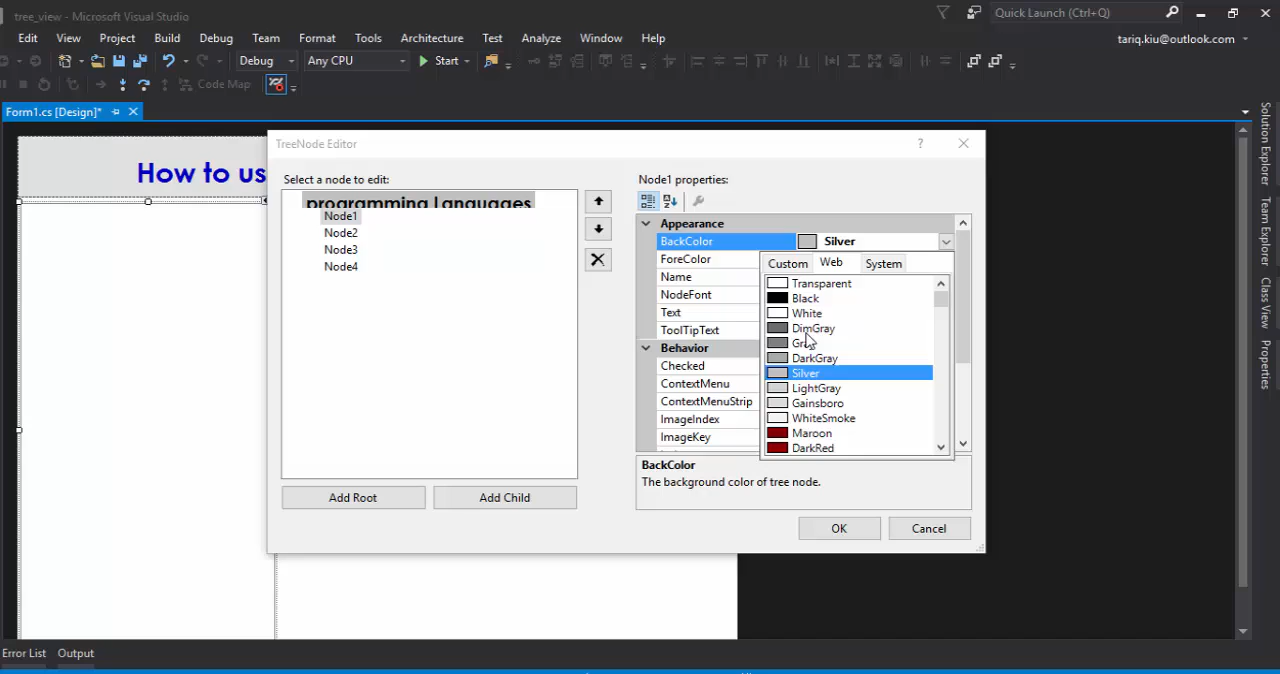 tree_view - Microsoft Visual Studio
Quick Launch (Ctrl+Q)
Edit View Project Build Debug Team Format Tools Architecture Test Analyze Window Help
tariq.kiu@outlook.com
Debug Any CPU Start
Code Map
Form1.cs [Design]*
How to us
TreeNode Editor
?
Select a node to edit:
programming Languages
Node1
Node2
Node3
Node4
Add Root Add Child
Node1 properties:
Appearance
BackColor Silver
ForeColor
Name
NodeFont
Text
ToolTipText
Behavior
Checked
ContextMenu
ContextMenuStrip
ImageIndex
ImageKey
Custom Web System
Transparent
Black
White
DimGray
DarkGray
Silver
LightGray
Gainsboro
WhiteSmoke
Maroon
DarkRed
BackColor
The background color of tree node.
OK Cancel
Solution Explorer
Team Explorer
Class View
Properties
Error List Output